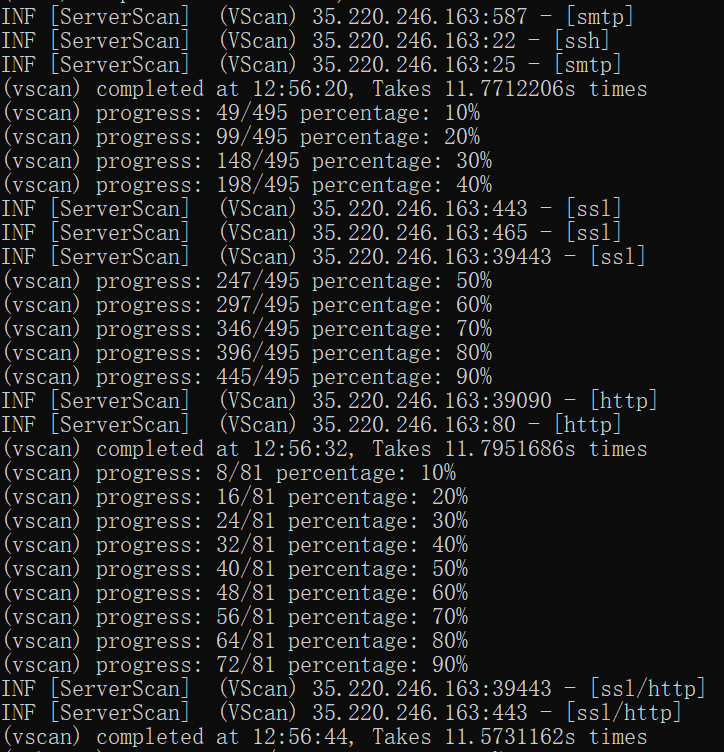 INF [ServerScan]  (VScan) 35.220.246.163:587 - [smtp]
INF [ServerScan]  (VScan) 35.220.246.163:22 - [ssh]
INF [ServerScan]  (VScan) 35.220.246.163:25 - [smtp]
(vscan) completed at 12:56:20, Takes 11.7712206s times
(vscan) progress: 49/495 percentage: 10%
(vscan) progress: 99/495 percentage: 20%
(vscan) progress: 148/495 percentage: 30%
(vscan) progress: 198/495 percentage: 40%
INF [ServerScan]  (VScan) 35.220.246.163:443 - [ssl]
INF [ServerScan]  (VScan) 35.220.246.163:465 - [ssl]
INF [ServerScan]  (VScan) 35.220.246.163:39443 - [ssl]
(vscan) progress: 247/495 percentage: 50%
(vscan) progress: 297/495 percentage: 60%
(vscan) progress: 346/495 percentage: 70%
(vscan) progress: 396/495 percentage: 80%
(vscan) progress: 445/495 percentage: 90%
INF [ServerScan]  (VScan) 35.220.246.163:39090 - [http]
INF [ServerScan]  (VScan) 35.220.246.163:80 - [http]
(vscan) completed at 12:56:32, Takes 11.7951686s times
(vscan) progress: 8/81 percentage: 10%
(vscan) progress: 16/81 percentage: 20%
(vscan) progress: 24/81 percentage: 30%
(vscan) progress: 32/81 percentage: 40%
(vscan) progress: 40/81 percentage: 50%
(vscan) progress: 48/81 percentage: 60%
(vscan) progress: 56/81 percentage: 70%
(vscan) progress: 64/81 percentage: 80%
(vscan) progress: 72/81 percentage: 90%
INF [ServerScan]  (VScan) 35.220.246.163:39443 - [ssl/http]
INF [ServerScan]  (VScan) 35.220.246.163:443 - [ssl/http]
(vscan) completed at 12:56:44, Takes 11.5731162s times